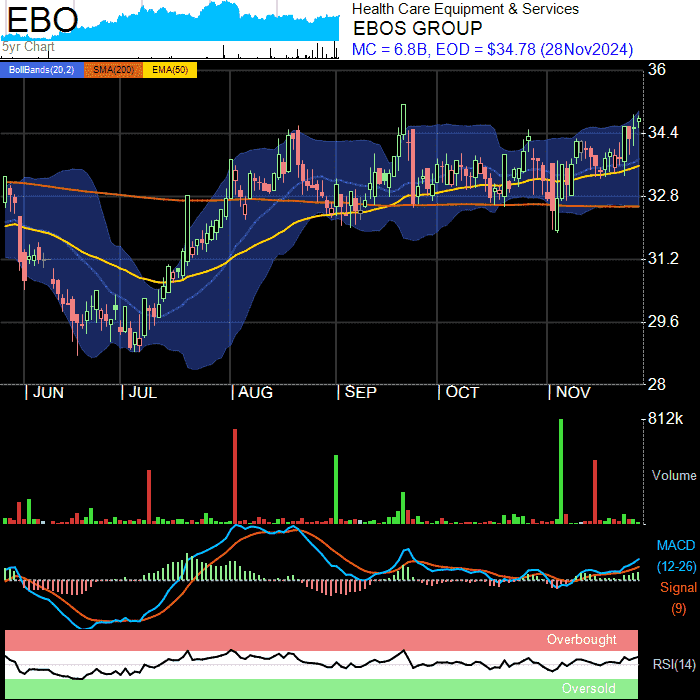 EBO
5yr Chart
Health Care Equipment & Services
EBOS GROUP
MC = 6.8B, EOD = $34.78 (28Nov2024)
BollBands(20,2) SMA(200) EMA(50)
36
34.4
32.8
31.2
29.6
28
JUN JUL AUG SEP OCT NOV
812k
Volume
MACD
(12-26)
Signal
(9)
Overbought
RSI(14)
Oversold